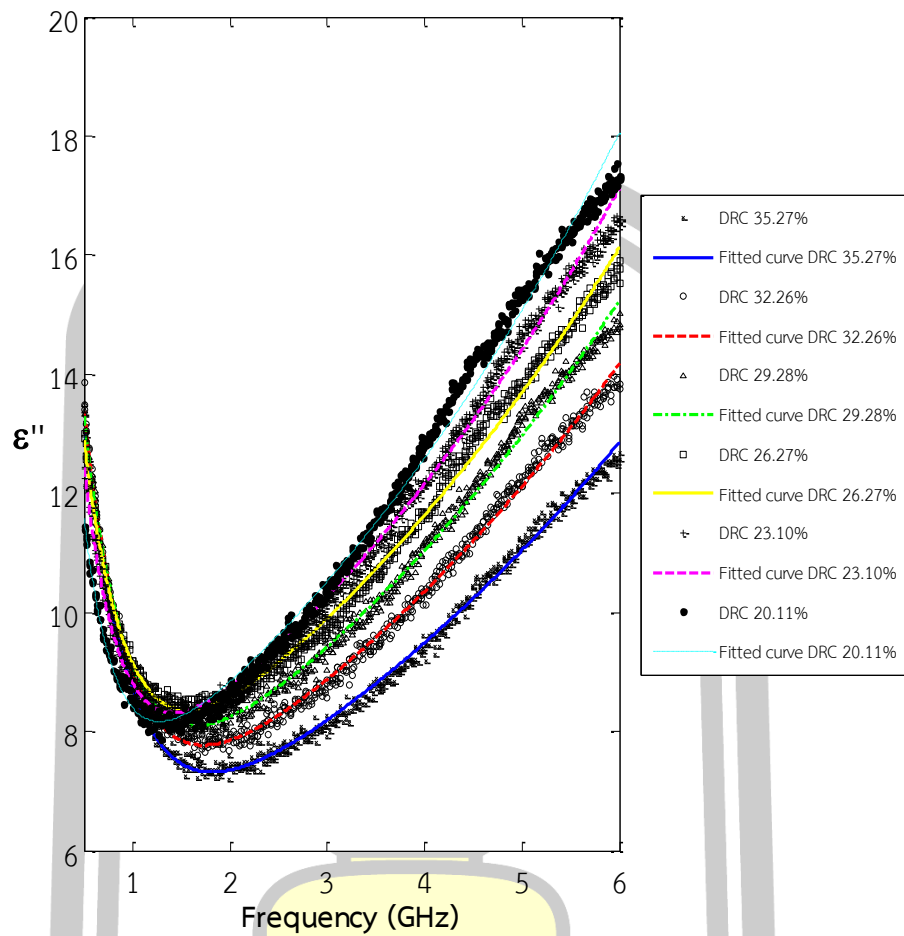 20
18
16
14
12
10
8
6
ε''
1
2
3
4
5
6
Frequency (GHz)
DRC 35.27%
Fitted curve DRC 35.27%
DRC 32.26%
Fitted curve DRC 32.26%
DRC 29.28%
Fitted curve DRC 29.28%
DRC 26.27%
Fitted curve DRC 26.27%
DRC 23.10%
Fitted curve DRC 23.10%
DRC 20.11%
Fitted curve DRC 20.11%